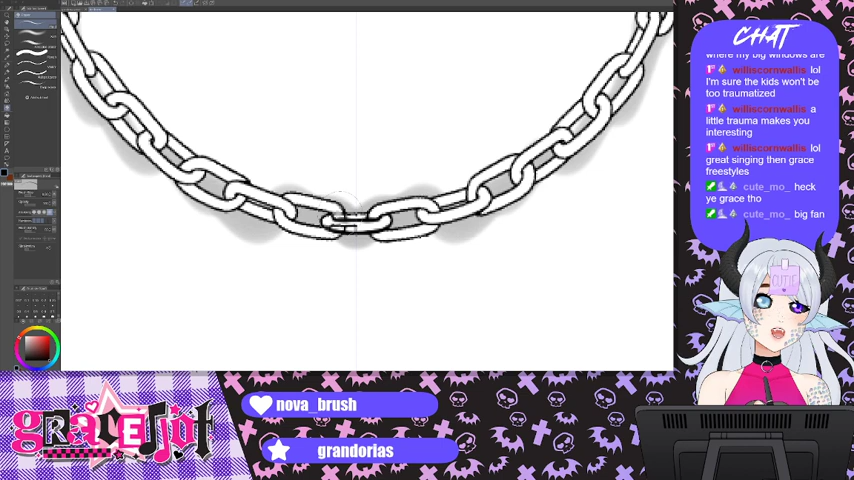 CHAT
where my big windows are
williscornwallis lol
I'm sure the kids won't be
too traumatized
williscornwallis a
little trauma makes you
interesting
williscornwallis lol
great singing then grace
freestyles
cute_mo_ heck
ye grace tho
cute_mo_ big fan
CUTIE
nova_brush
gRACEJot
grandorias